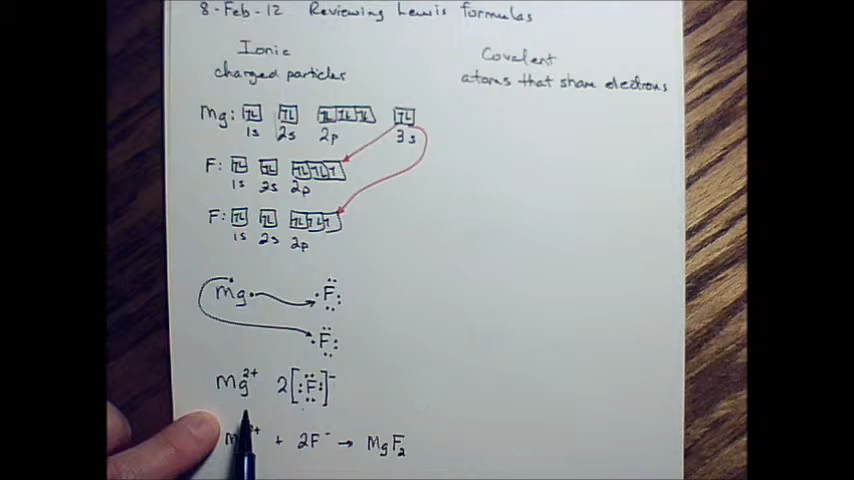 8-Feb-12 Reviewing Lewis formulas
Ionic
charged particles
Covalent
atoms that share electrons
Mg: ↑↓ ↑↓ ↑↓ ↑↓ ↑↓ ↑↓
1s 2s 2p 3s
F: ↑↓ ↑↓ ↑↓ ↑↓ ↑
1s 2s 2p
F: ↑↓ ↑↓ ↑↓ ↑↓ ↑
1s 2s 2p
Mg F
F
Mg²⁺ 2[F]⁻
M ²⁺ + 2F⁻ → MgF₂